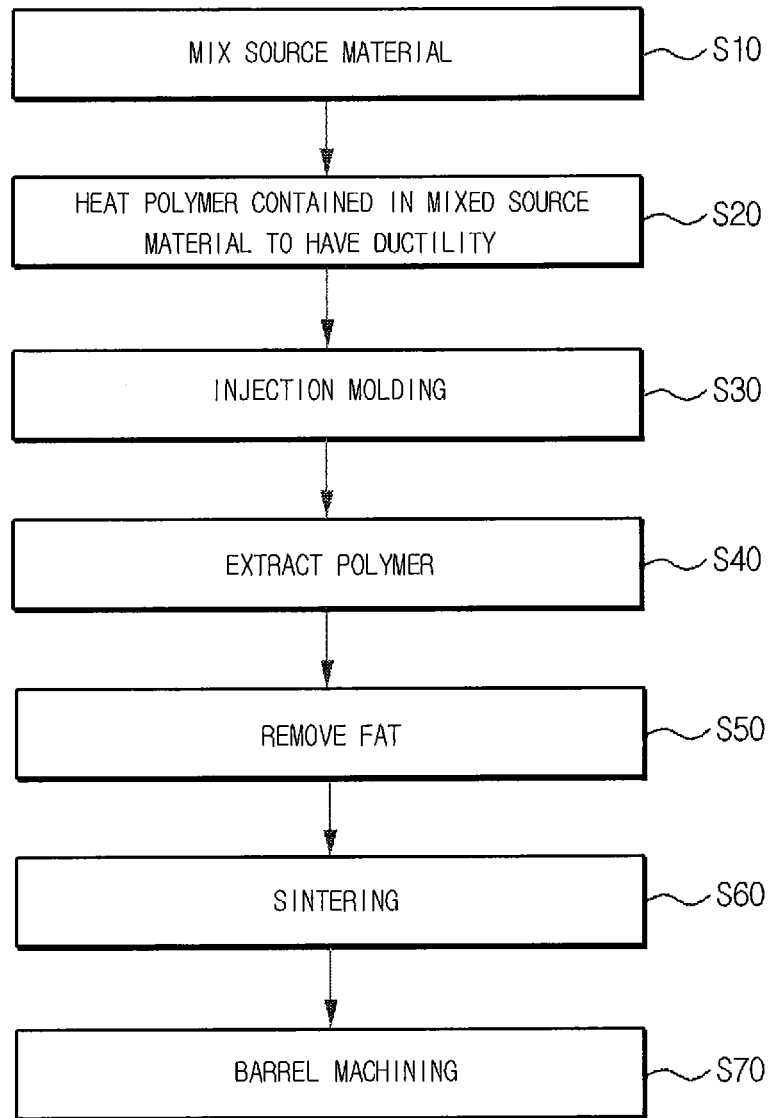 MIX SOURCE MATERIAL
S10
HEAT POLYMER CONTAINED IN MIXED SOURCE
MATERIAL TO HAVE DUCTILITY
S20
INJECTION MOLDING
S30
EXTRACT POLYMER
S40
REMOVE FAT
S50
SINTERING
S60
BARREL MACHINING
S70